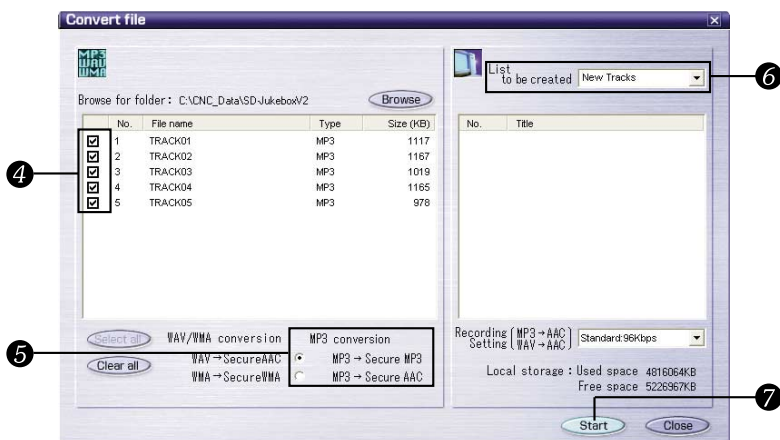 Convert file
MP3
WAV
WMA
List
to be created New Tracks
6
Browse for folder: C:\CNC_Data\SD-JukeboxV2 Browse
No. File name Type Size (KB)
No. Title
4
1 TRACK01 MP3 1117
2 TRACK02 MP3 1167
3 TRACK03 MP3 1019
4 TRACK04 MP3 1165
5 TRACK05 MP3 978
5
Select all WAV/WMA conversion
Clear all WAV→SecureAAC
WMA→SecureWMA
MP3 conversion
MP3 → Secure MP3
MP3 → Secure AAC
Recording (MP3→AAC)
Setting (WAV→AAC) Standard:96Kbps
Local storage : Used space 4816064KB
Free space 5226967KB
7
Start Close